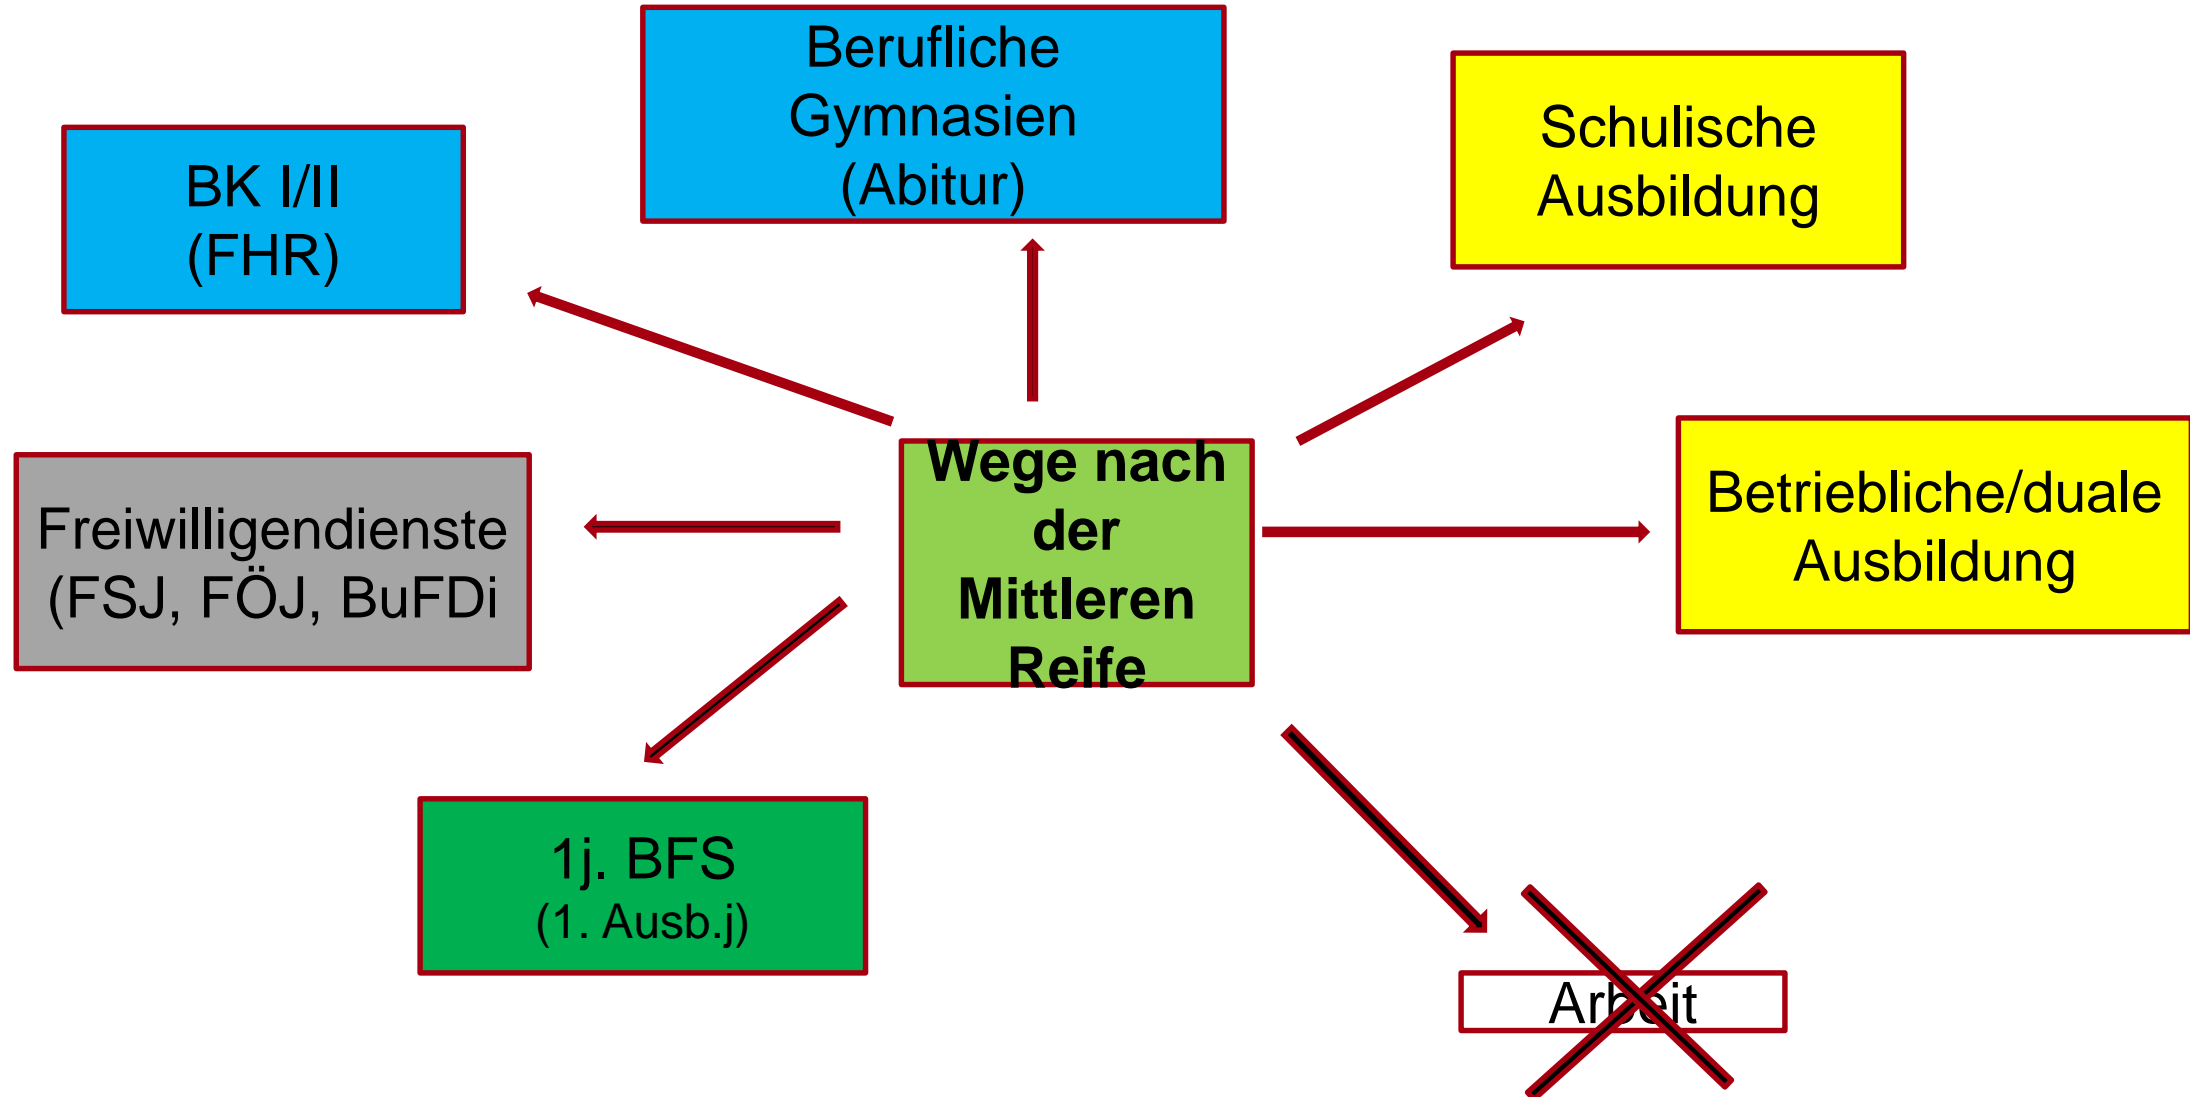 Berufliche
Gymnasien
(Abitur)
Schulische
Ausbildung
BK I/II
(FHR)
Wege nach
der
Mittleren
Reife
Betriebliche/duale
Ausbildung
Freiwilligendienste
(FSJ, FÖJ, BuFDi
1j. BFS
(1. Ausb.j)
Arbeit